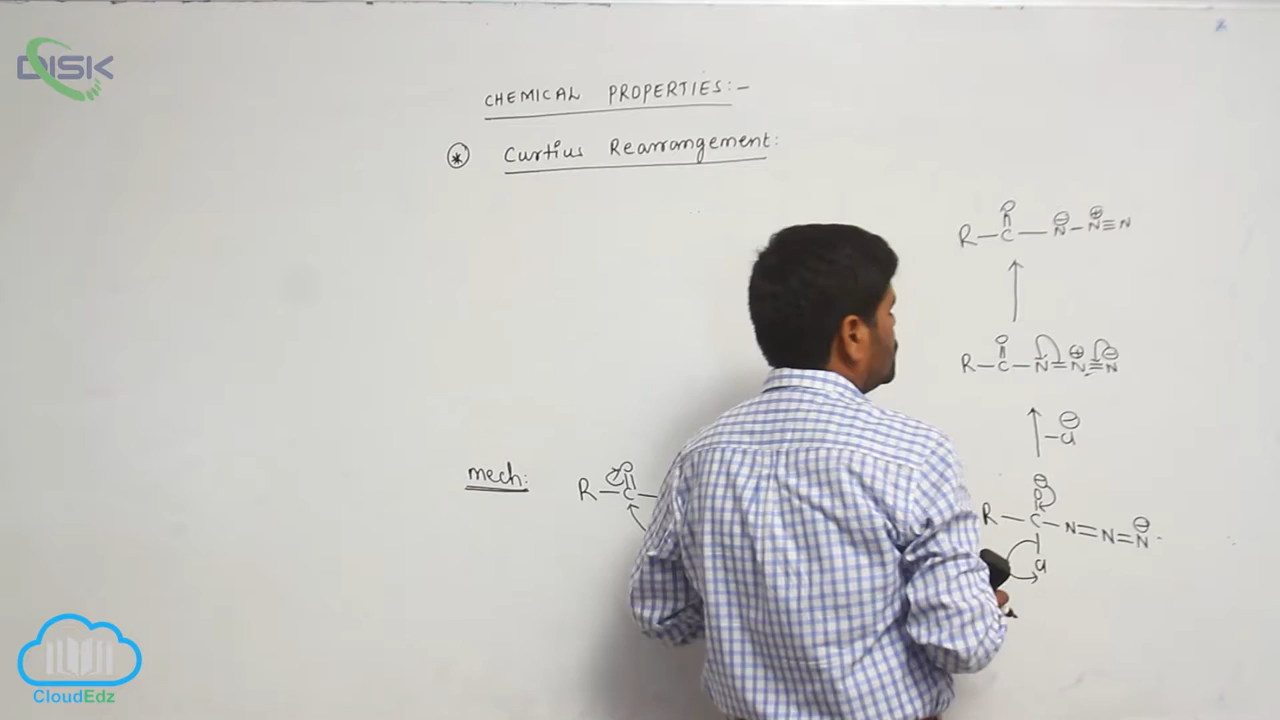 DISK
CHEMICAL PROPERTIES:-
* Curtius Rearrangement:
R—C(=O)—N⊖—N⊕≡N
R—C(=O)—N=N⊕=N⊖
—Cl⊖
mech: R—C(=O)—
R—C(O⊖)(Cl)—N=N=N⊖
CloudEdz